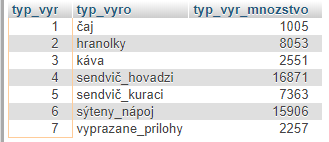 typ_vyr typ_vyro typ_vyr_mnozstvo
1 čaj 1005
2 hranolky 8053
3 káva 2551
4 sendvič_hovadzi 16871
5 sendvič_kuraci 7363
6 sýteny_nápoj 15906
7 vyprazane_prilohy 2257